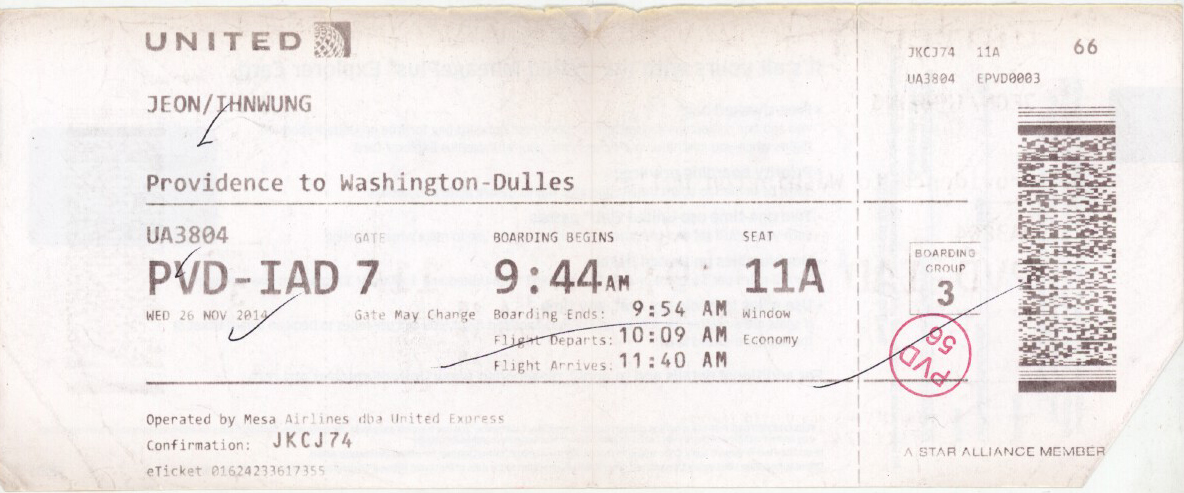 UNITED
JKCJ74 11A 66
UA3804 EPVD0003
JEON/IHNWUNG
Providence to Washington-Dulles
UA3804 GATE BOARDING BEGINS SEAT
PVD-IAD 7 9:44AM 11A
WED 26 NOV 2014 Gate May Change Boarding Ends: 9:54 AM Window
Flight Departs: 10:09 AM Economy
Flight Arrives: 11:40 AM
BOARDING
GROUP
3
PVD
56
Operated by Mesa Airlines dba United Express
Confirmation: JKCJ74
eTicket 01624233617355
A STAR ALLIANCE MEMBER